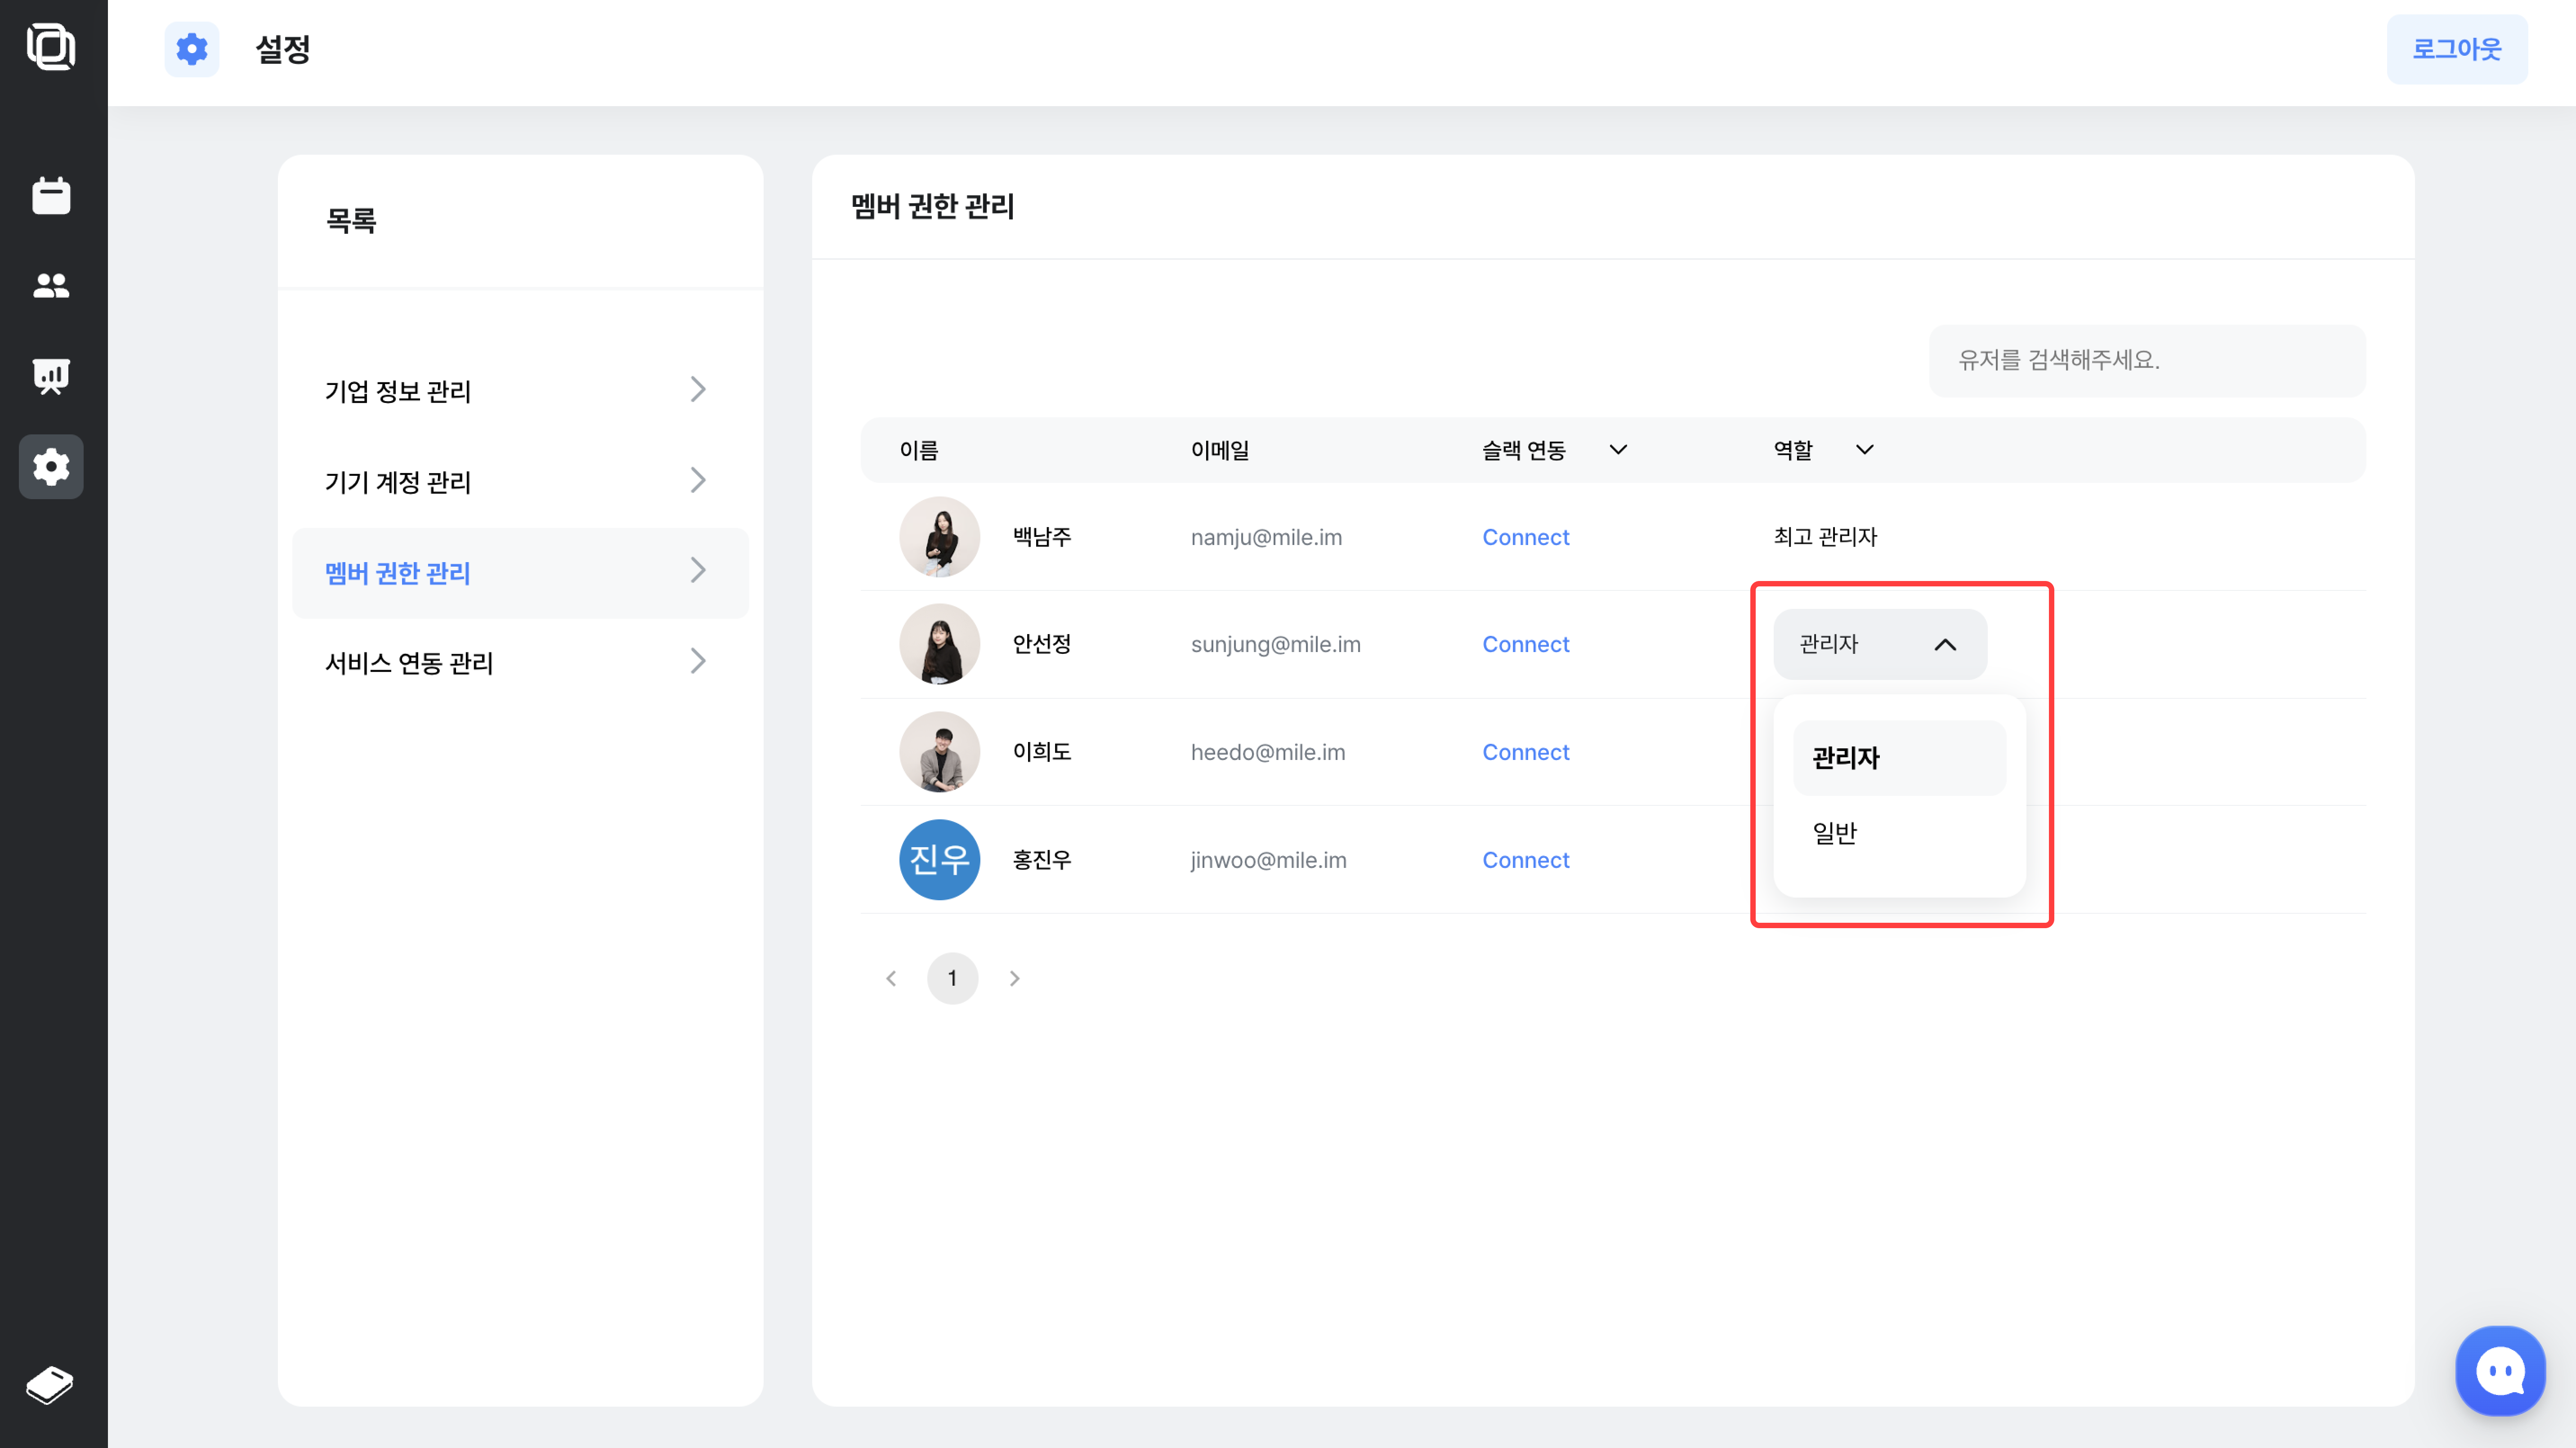 설정
로그아웃
목록
기업 정보 관리
기기 계정 관리
멤버 권한 관리
서비스 연동 관리
멤버 권한 관리
유저를 검색해주세요.
이름 이메일 슬랙 연동 역할
백남주 namju@mile.im Connect 최고 관리자
안선정 sunjung@mile.im Connect 관리자
이희도 heedo@mile.im Connect
관리자
일반
진우 홍진우 jinwoo@mile.im Connect
1